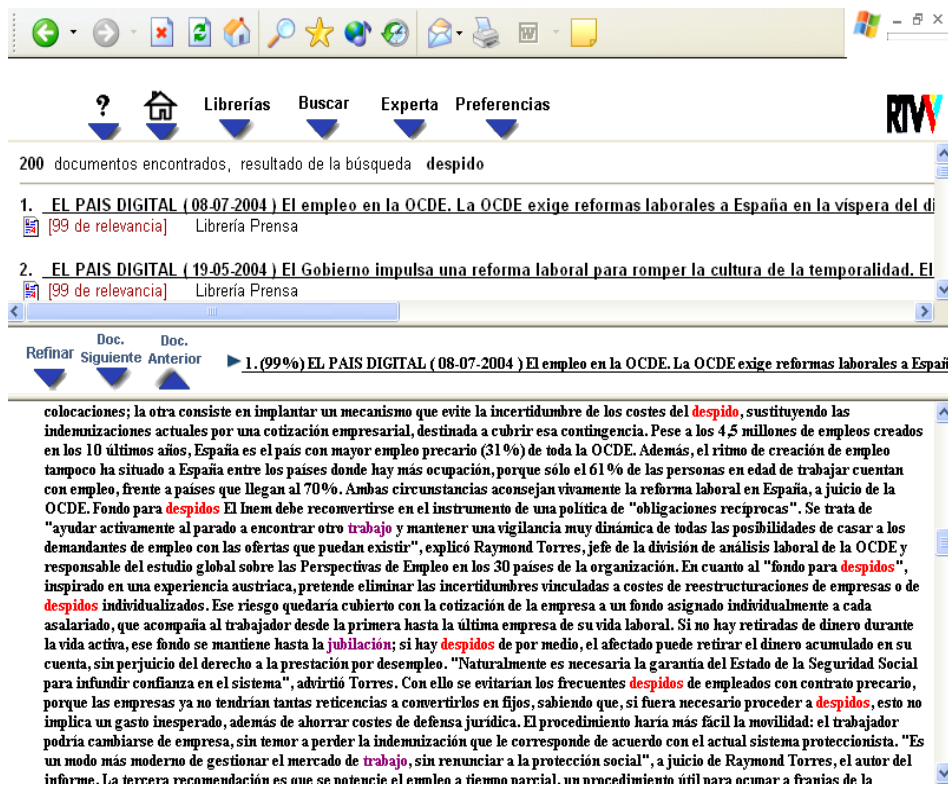 ?
Librerías Buscar Experta Preferencias
RTVV
200 documentos encontrados, resultado de la búsqueda despido
1. EL PAIS DIGITAL ( 08-07-2004 ) El empleo en la OCDE. La OCDE exige reformas laborales a España en la víspera del di
[99 de relevancia] Librería Prensa
2. EL PAIS DIGITAL ( 19-05-2004 ) El Gobierno impulsa una reforma laboral para romper la cultura de la temporalidad. El
[99 de relevancia] Librería Prensa
Refinar Doc. Siguiente Doc. Anterior
1. (99%) EL PAIS DIGITAL ( 08-07-2004 ) El empleo en la OCDE. La OCDE exige reformas laborales a Españ
colocaciones; la otra consiste en implantar un mecanismo que evite la incertidumbre de los costes del despido, sustituyendo las
indemnizaciones actuales por una cotización empresarial, destinada a cubrir esa contingencia. Pese a los 4,5 millones de empleos creados
en los 10 últimos años, España es el país con mayor empleo precario (31%) de toda la OCDE. Además, el ritmo de creación de empleo
tampoco ha situado a España entre los países donde hay más ocupación, porque sólo el 61% de las personas en edad de trabajar cuentan
con empleo, frente a países que llegan al 70%. Ambas circunstancias aconsejan vivamente la reforma laboral en España, a juicio de la
OCDE. Fondo para despidos El Inem debe reconvertirse en el instrumento de una política de "obligaciones recíprocas". Se trata de
"ayudar activamente al parado a encontrar otro trabajo y mantener una vigilancia muy dinámica de todas las posibilidades de casar a los
demandantes de empleo con las ofertas que puedan existir", explicó Raymond Torres, jefe de la división de análisis laboral de la OCDE y
responsable del estudio global sobre las Perspectivas de Empleo en los 30 países de la organización. En cuanto al "fondo para despidos",
inspirado en una experiencia austriaca, pretende eliminar las incertidumbres vinculadas a costes de reestructuraciones de empresas o de
despidos individualizados. Ese riesgo quedaría cubierto con la cotización de la empresa a un fondo asignado individualmente a cada
asalariado, que acompaña al trabajador desde la primera hasta la última empresa de su vida laboral. Si no hay retiradas de dinero durante
la vida activa, ese fondo se mantiene hasta la jubilación; si hay despidos de por medio, el afectado puede retirar el dinero acumulado en su
cuenta, sin perjuicio del derecho a la prestación por desempleo. "Naturalmente es necesaria la garantía del Estado de la Seguridad Social
para infundir confianza en el sistema", advirtió Torres. Con ello se evitarían los frecuentes despidos de empleados con contrato precario,
porque las empresas ya no tendrían tantas reticencias a convertirlos en fijos, sabiendo que, si fuera necesario proceder a despidos, esto no
implica un gasto inesperado, además de ahorrar costes de defensa jurídica. El procedimiento haría más fácil la movilidad: el trabajador
podría cambiarse de empresa, sin temor a perder la indemnización que le corresponde de acuerdo con el actual sistema proteccionista. "Es
un modo más moderno de gestionar el mercado de trabajo, sin renunciar a la protección social", a juicio de Raymond Torres, el autor del
informe. La tercera recomendación es que se potencie el empleo a tiempo parcial, un procedimiento útil para ocupar a franjas de la